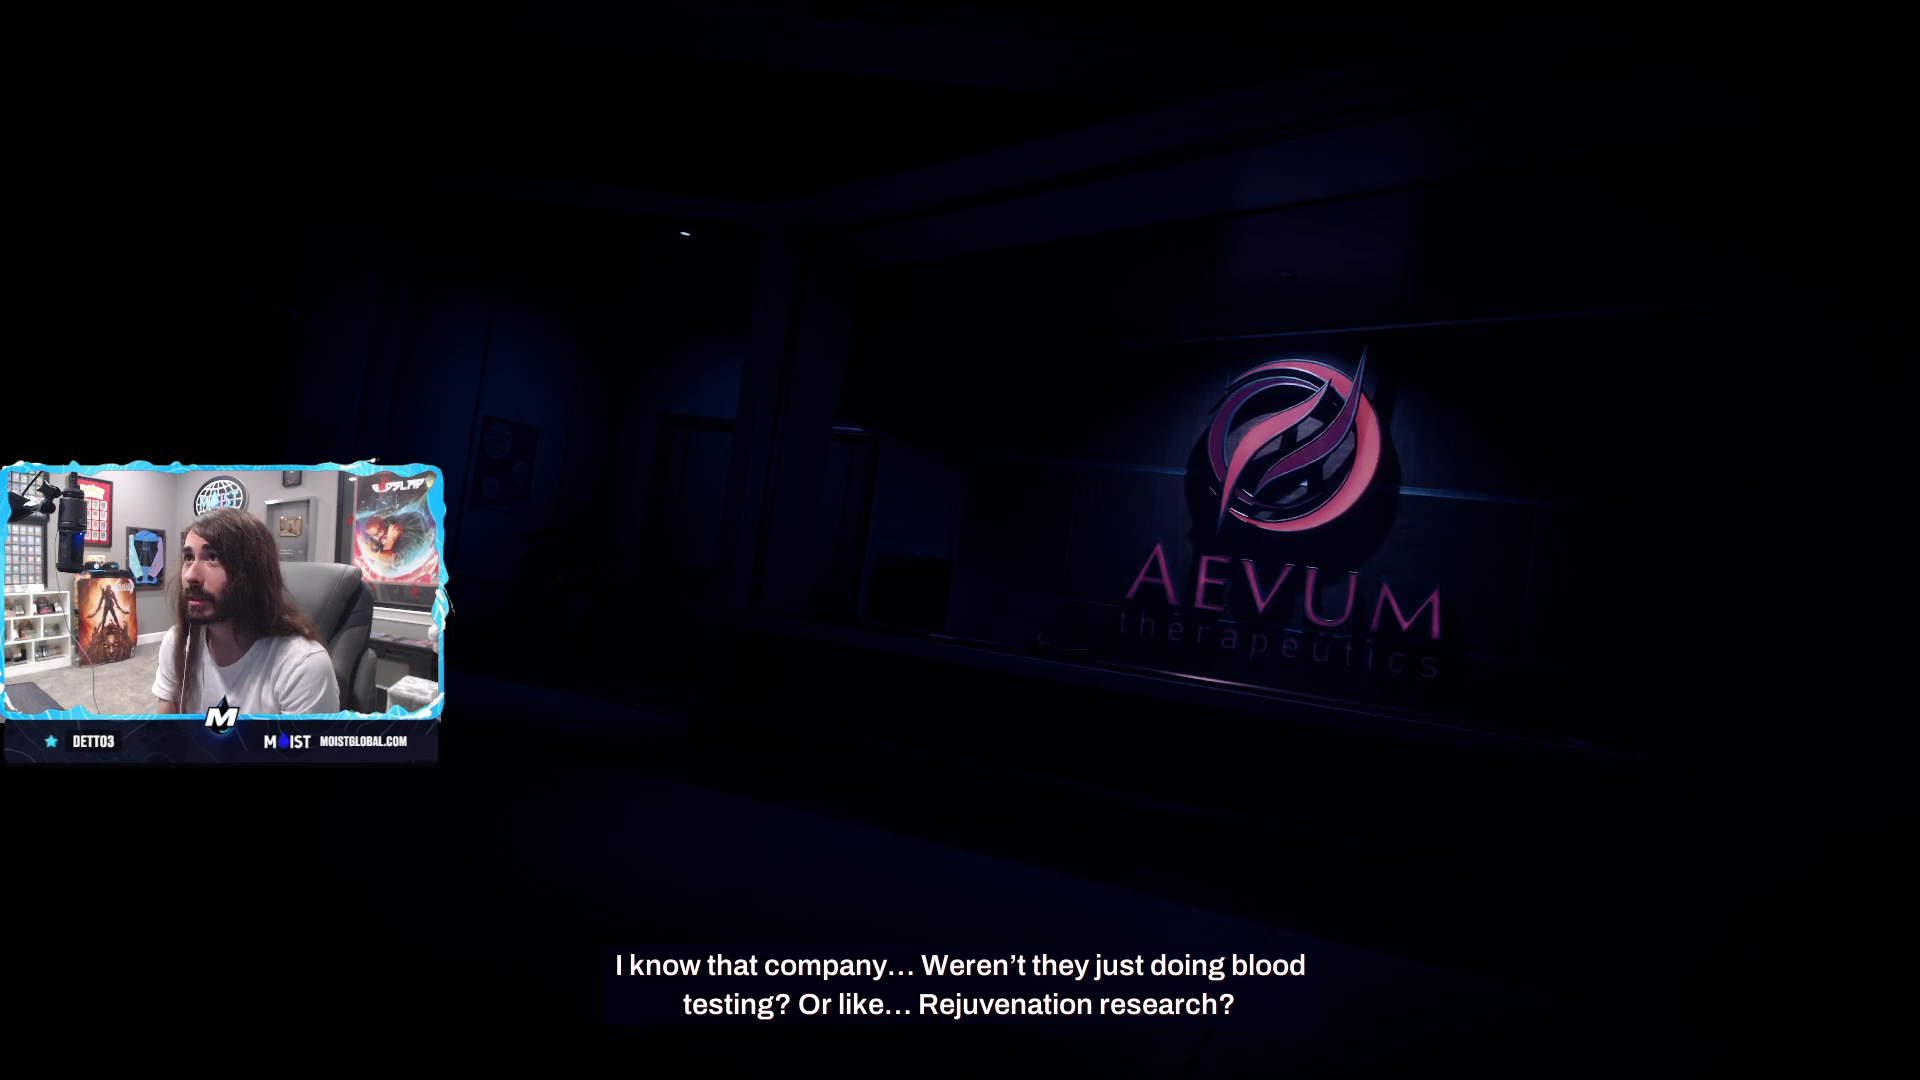 AEVUM
therapeutics
MOIST
DETTO3
M
MOIST MOISTGLOBAL.COM
I know that company... Weren’t they just doing blood
testing? Or like... Rejuvenation research?